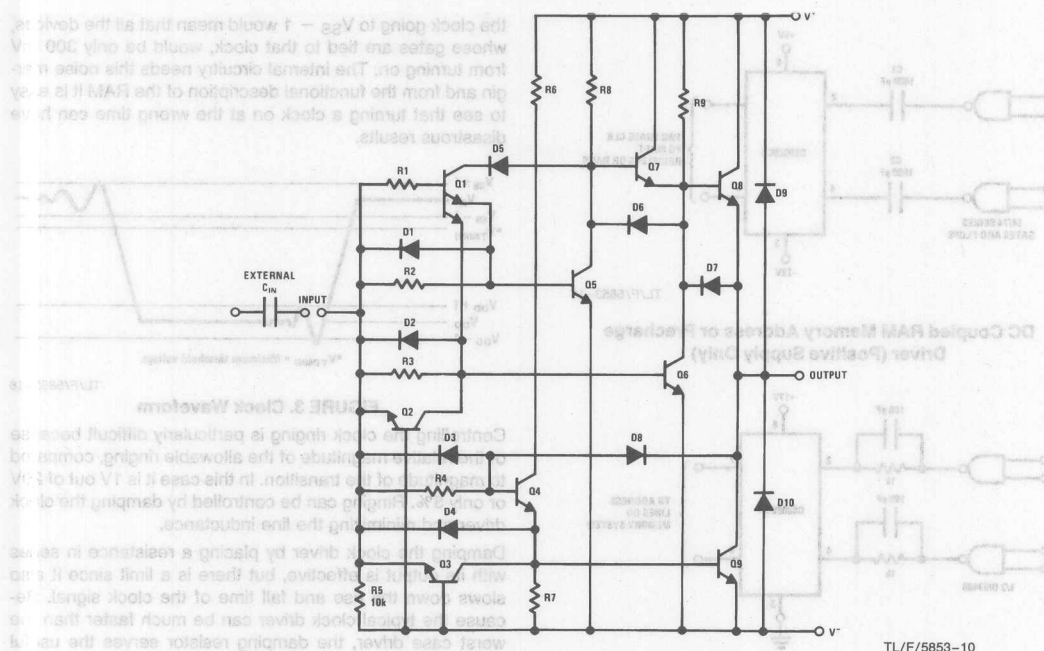 the clock going to VSS − 1 would mean that all the devices,
whose gates are tied to that clock, would be only 300 mV
from turning on. The internal circuitry needs this noise mar-
gin and from the functional description of the RAM it is easy
to see that turning a clock on at the wrong time can have
disastrous results.
V+
R6
R8
R9
D5
R1
Q1
Q7
Q8
D9
D6
D1
R2
Q5
D7
EXTERNAL
CIN
INPUT
D2
R3
Q6
OUTPUT
Q2
D3
D8
R4
Q4
D10
D4
Q3
Q9
R5
10k
R7
V−
DC Coupled RAM Memory Address or Precharge
Driver (Positive Supply Only)
FIGURE 3. Clock Waveform
Controlling the clock ringing is particularly difficult because
of the relative magnitude of the allowable ringing, compared
to magnitude of the transition. In this case it is 1V out of
or only 5%. Ringing can be controlled by damping the clock
driver and minimizing the line inductance.
Damping the clock driver by placing a resistance in series
with its output is effective, but there is a limit since it also
slows down the rise and fall time of the clock signal. Be-
cause the typical clock driver can be much faster than the
worst case driver, the damping resistor serves the useful
TL/F/5853–10